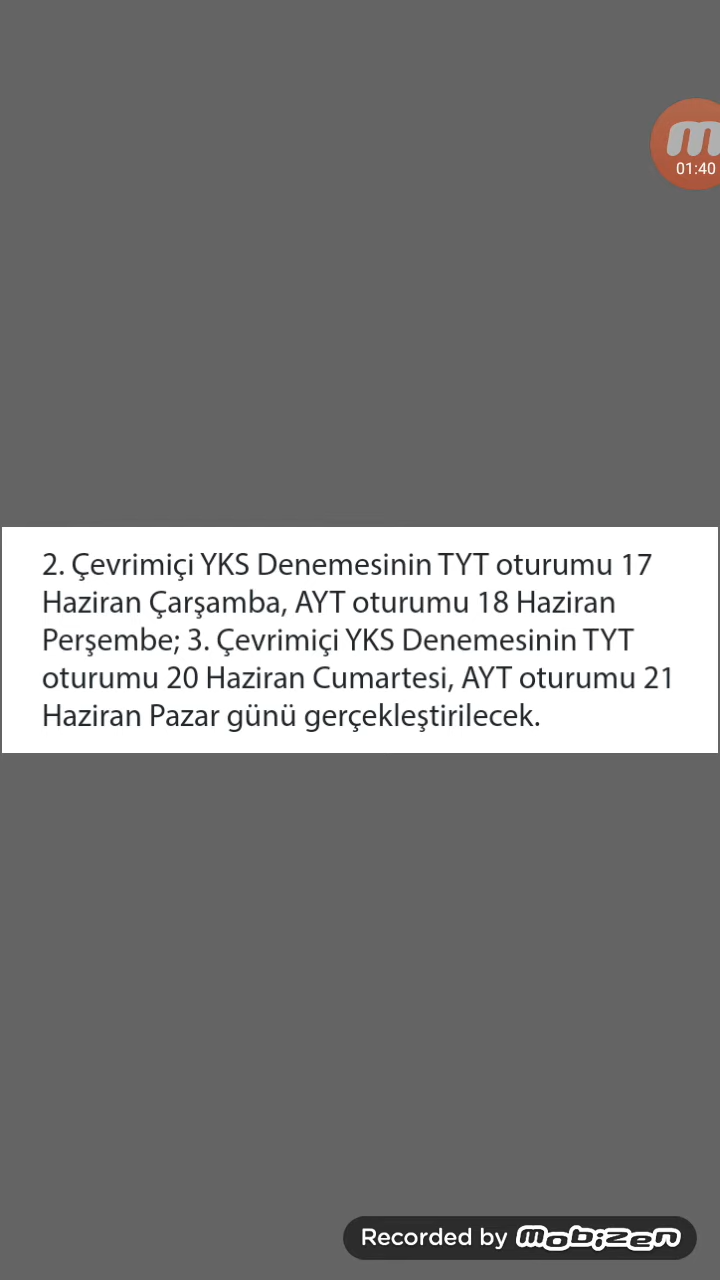 m
01:40
2. Çevrimiçi YKS Denemesinin TYT oturumu 17
Haziran Çarşamba, AYT oturumu 18 Haziran
Perşembe; 3. Çevrimiçi YKS Denemesinin TYT
oturumu 20 Haziran Cumartesi, AYT oturumu 21
Haziran Pazar günü gerçekleştirilecek.
Recorded by mobizen